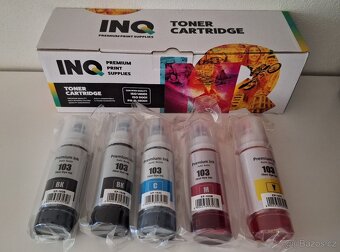 INQ
PREMIUM
PRINT
SUPPLIES
TONER
CARTRIDGE
INQ
PREMIUM
PRINT
SUPPLIES
TONER
CARTRIDGE
Premium Ink
103
BK
Premium Ink
103
BK
Premium Ink
103
C
Premium Ink
103
M
Premium Ink
103
Y